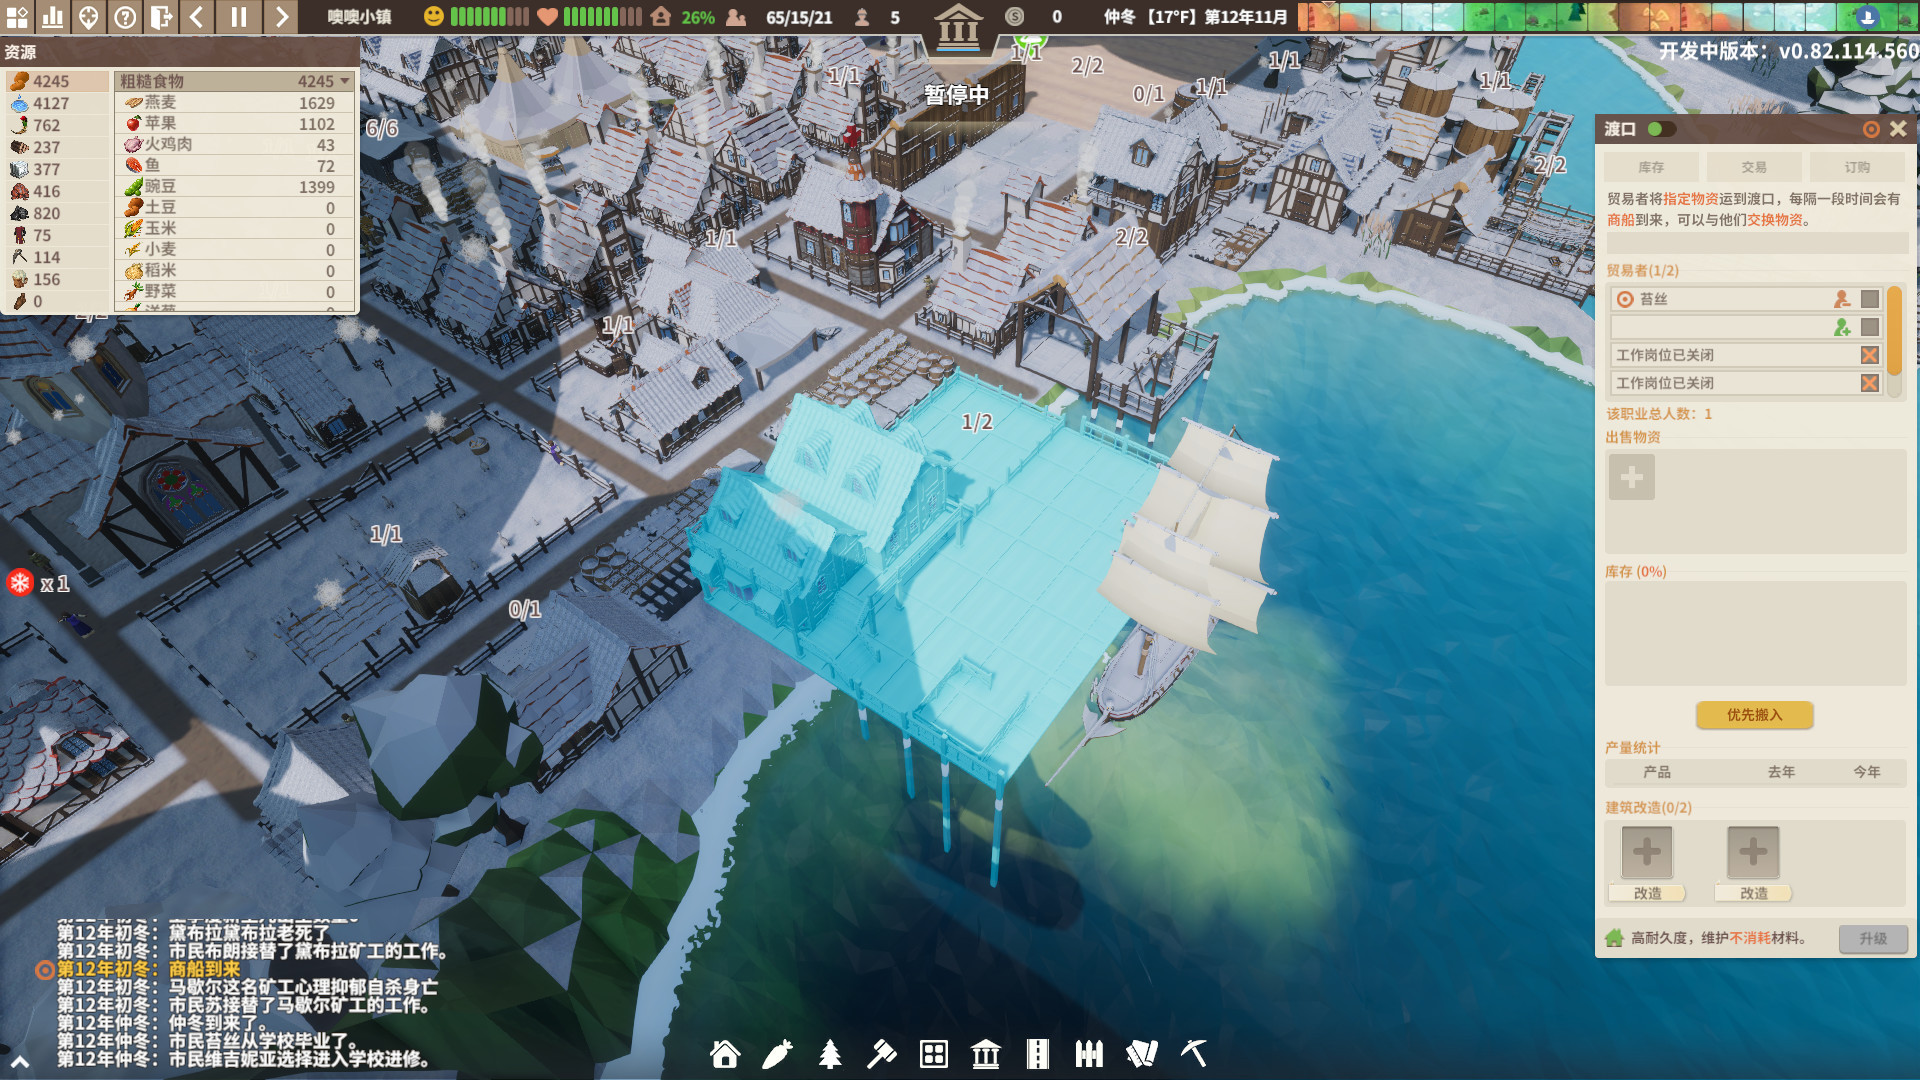 噢噢小镇
26%
65/15/21
5
0
仲冬【17°F】第12年11月
开发中版本：v0.82.114.560
暂停中
资源
4245
4127
762
237
377
416
820
75
114
156
0
粗糙食物 4245
燕麦 1629
苹果 1102
火鸡肉 43
鱼 72
豌豆 1399
土豆 0
玉米 0
小麦 0
稻米 0
野菜 0
6/6
1/1
1/1
2/2
0/1
1/1
1/1
1/1
2/2
1/1
2/2
1/1
1/2
1/1
0/1
x 1
渡口
库存
交易
订购
贸易者将指定物资运到渡口，每隔一段时间会有
商船到来，可以与他们交换物资。
贸易者(1/2)
苔丝
工作岗位已关闭
工作岗位已关闭
该职业总人数：1
出售物资
库存 (0%)
优先搬入
产量统计
产品 去年 今年
建筑改造(0/2)
改造
改造
高耐久度，维护不消耗材料。
升级
第12年初冬：黛布拉黛布拉老死了
第12年初冬：市民布朗接替了黛布拉矿工的工作。
第12年初冬：商船到来
第12年初冬：马歇尔这名矿工心理抑郁自杀身亡
第12年初冬：市民苏接替了马歇尔矿工的工作。
第12年仲冬：仲冬到来了。
第12年仲冬：市民苔丝从学校毕业了。
第12年仲冬：市民维吉妮亚选择进入学校进修。